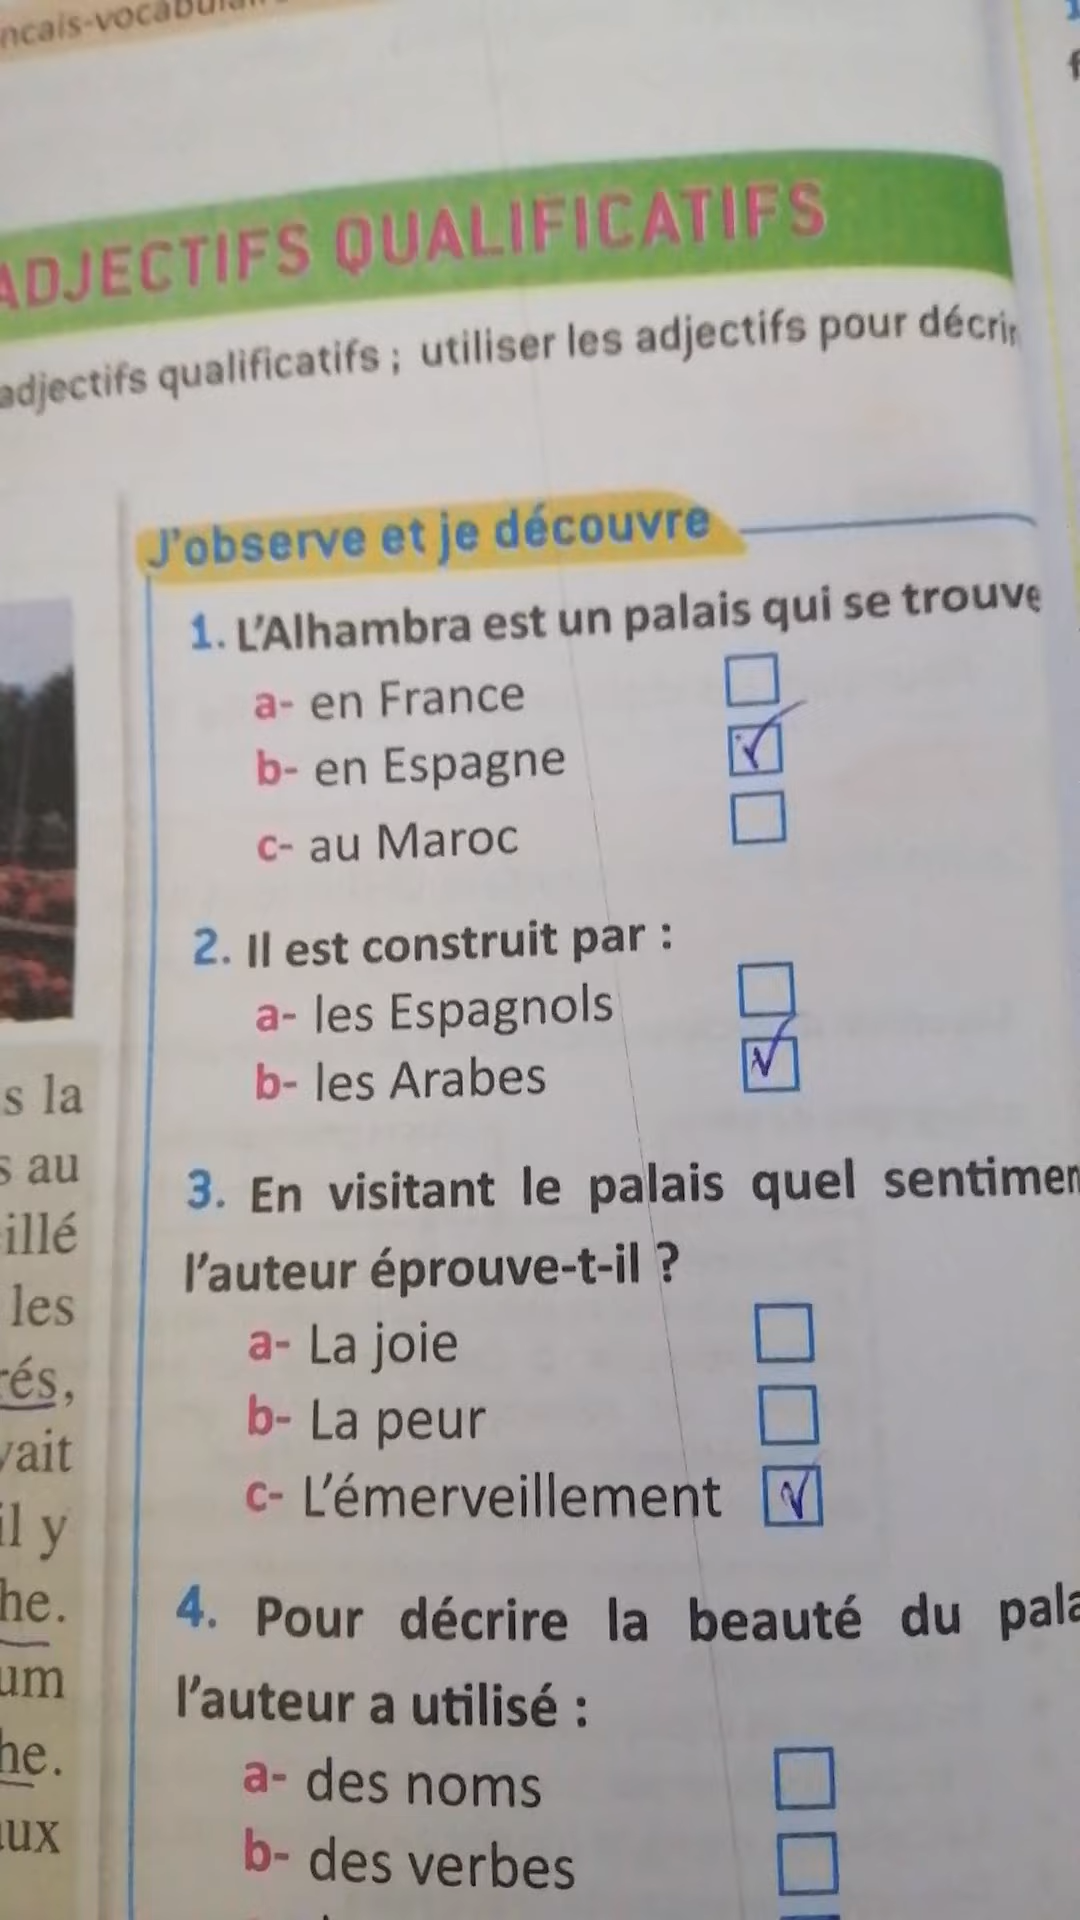 ADJECTIFS QUALIFICATIFS
adjectifs qualificatifs ; utiliser les adjectifs pour
J'observe et je découvre
1. L'Alhambra est un palais qui se trouve
a- en France
b- en Espagne
c- au Maroc
2. Il est construit par :
a- les Espagnols
b- les Arabes
3. En visitant le palais quel
l'auteur éprouve-t-il ?
a- La joie
b- La peur
c- L'émerveillement
4. Pour décrire la beauté du
l'auteur a utilisé :
a- des noms
b- des verbes
s la
s au
illé
les
rés,
vait
il y
he.
um
he.
ux